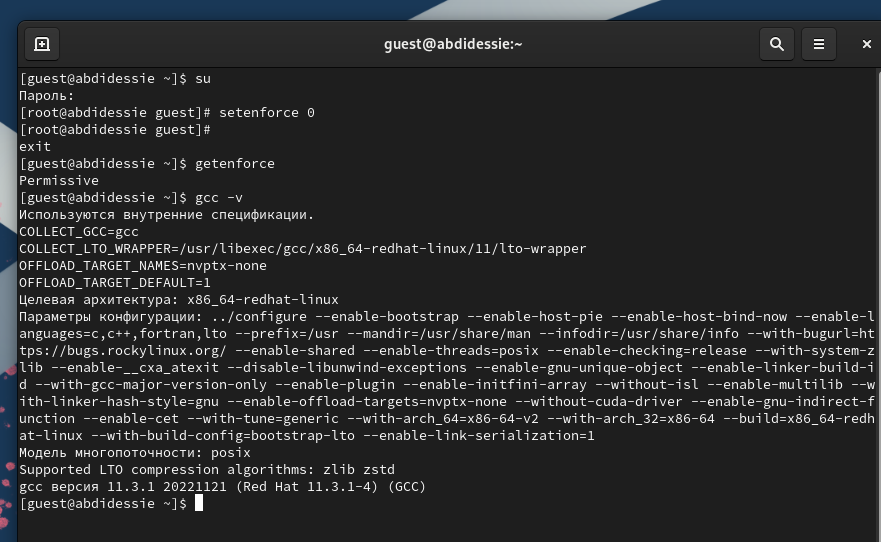 guest@abdidessie:~
[guest@abdidessie ~]$ su
Пароль:
[root@abdidessie guest]# setenforce 0
[root@abdidessie guest]#
exit
[guest@abdidessie ~]$ getenforce
Permissive
[guest@abdidessie ~]$ gcc -v
Используются внутренние спецификации.
COLLECT_GCC=gcc
COLLECT_LTO_WRAPPER=/usr/libexec/gcc/x86_64-redhat-linux/11/lto-wrapper
OFFLOAD_TARGET_NAMES=nvptx-none
OFFLOAD_TARGET_DEFAULT=1
Целевая архитектура: x86_64-redhat-linux
Параметры конфигурации: ../configure --enable-bootstrap --enable-host-pie --enable-host-bind-now --enable-l
anguages=c,c++,fortran,lto --prefix=/usr --mandir=/usr/share/man --infodir=/usr/share/info --with-bugurl=ht
tps://bugs.rockylinux.org/ --enable-shared --enable-threads=posix --enable-checking=release --with-system-z
lib --enable-__cxa_atexit --disable-libunwind-exceptions --enable-gnu-unique-object --enable-linker-build-i
d --with-gcc-major-version-only --enable-plugin --enable-initfini-array --without-isl --enable-multilib --w
ith-linker-hash-style=gnu --enable-offload-targets=nvptx-none --without-cuda-driver --enable-gnu-indirect-f
unction --enable-cet --with-tune=generic --with-arch_64=x86-64-v2 --with-arch_32=x86-64 --build=x86_64-redh
at-linux --with-build-config=bootstrap-lto --enable-link-serialization=1
Модель многопоточности: posix
Supported LTO compression algorithms: zlib zstd
gcc версия 11.3.1 20221121 (Red Hat 11.3.1-4) (GCC)
[guest@abdidessie ~]$